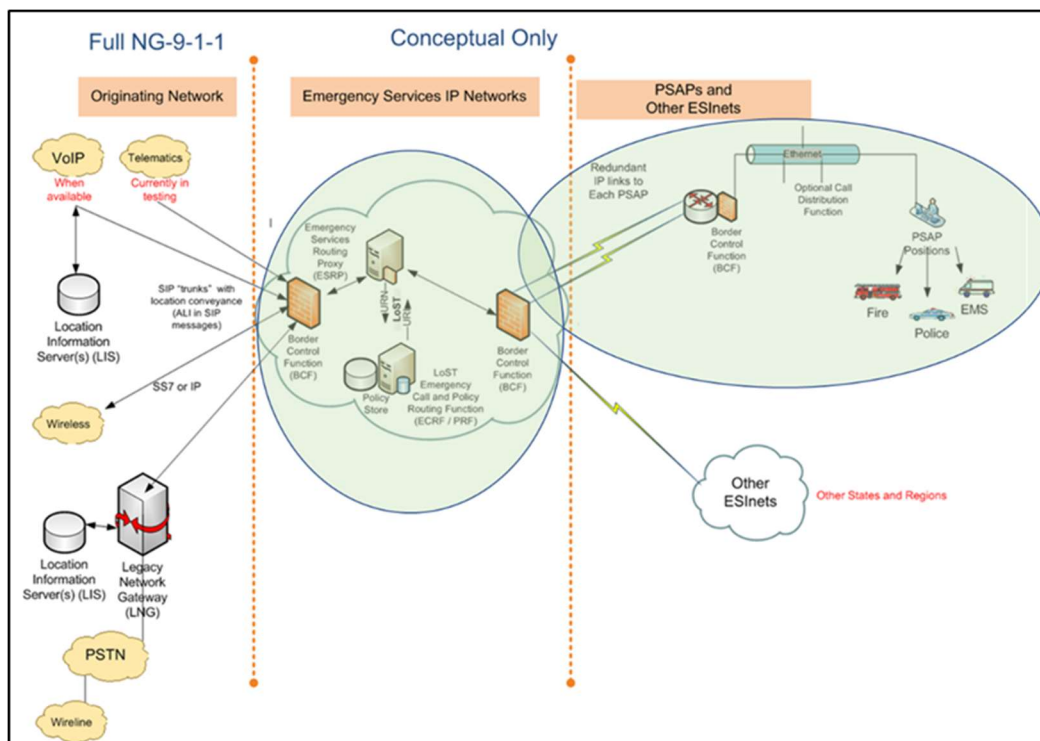 Full NG-9-1-1
Conceptual Only
Originating Network
Emergency Services IP Networks
PSAPs and
Other ESInets
VoIP
When
available
Telematics
Currently in
testing
Location
Information
Server(s) (LIS)
SIP "trunks" with
location conveyance
(ALI in SIP
messages)
SS7 or IP
Wireless
Location
Information
Server(s) (LIS)
Legacy
Network
Gateway
(LNG)
PSTN
Wireline
Emergency
Services
Routing
Proxy
(ESRP)
URN
LoST
URI
Border
Control
Function
(BCF)
Policy
Store
LoST
Emergency
Call and Policy
Routing Function
(ECRF / PRF)
Border
Control
Function
(BCF)
Redundant
IP links to
Each PSAP
Ethernet
Optional Call
Distribution
Function
Border
Control
Function
(BCF)
PSAP
Positions
Fire
Police
EMS
Other
ESInets
Other States and Regions